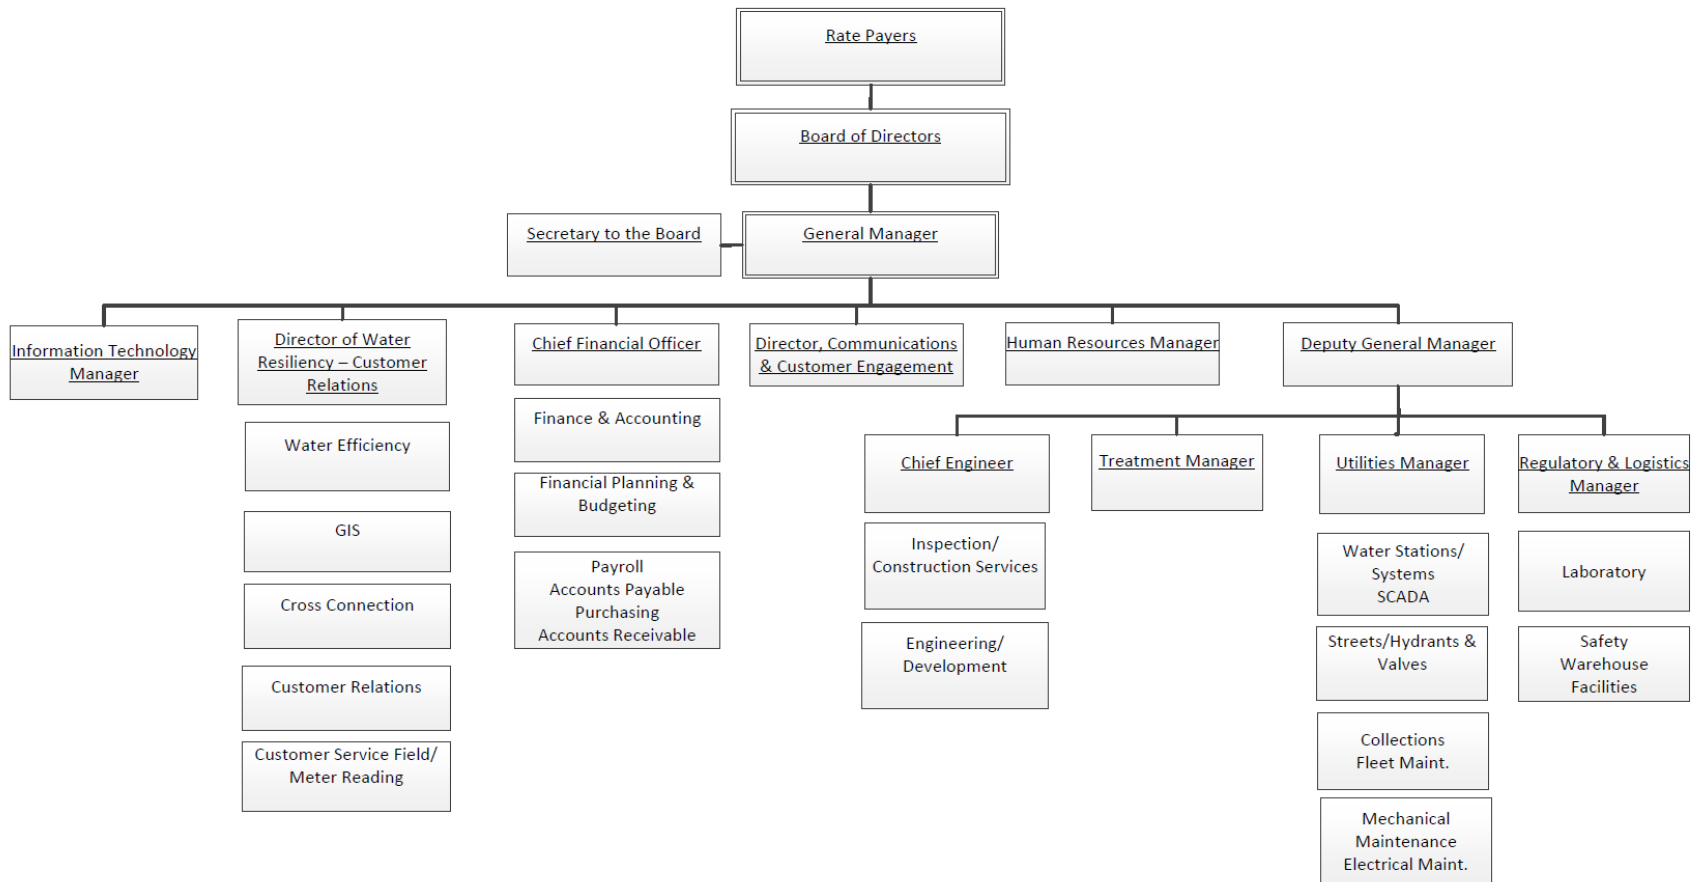 Rate Payers
Board of Directors
Secretary to the Board
General Manager
Information Technology
Manager
Director of Water
Resiliency – Customer
Relations
Chief Financial Officer
Director, Communications
& Customer Engagement
Human Resources Manager
Deputy General Manager
Water Efficiency
GIS
Cross Connection
Customer Relations
Customer Service Field/
Meter Reading
Finance & Accounting
Financial Planning &
Budgeting
Payroll
Accounts Payable
Purchasing
Accounts Receivable
Chief Engineer
Inspection/
Construction Services
Engineering/
Development
Treatment Manager
Utilities Manager
Water Stations/
Systems
SCADA
Streets/Hydrants &
Valves
Collections
Fleet Maint.
Mechanical
Maintenance
Electrical Maint.
Regulatory & Logistics
Manager
Laboratory
Safety
Warehouse
Facilities